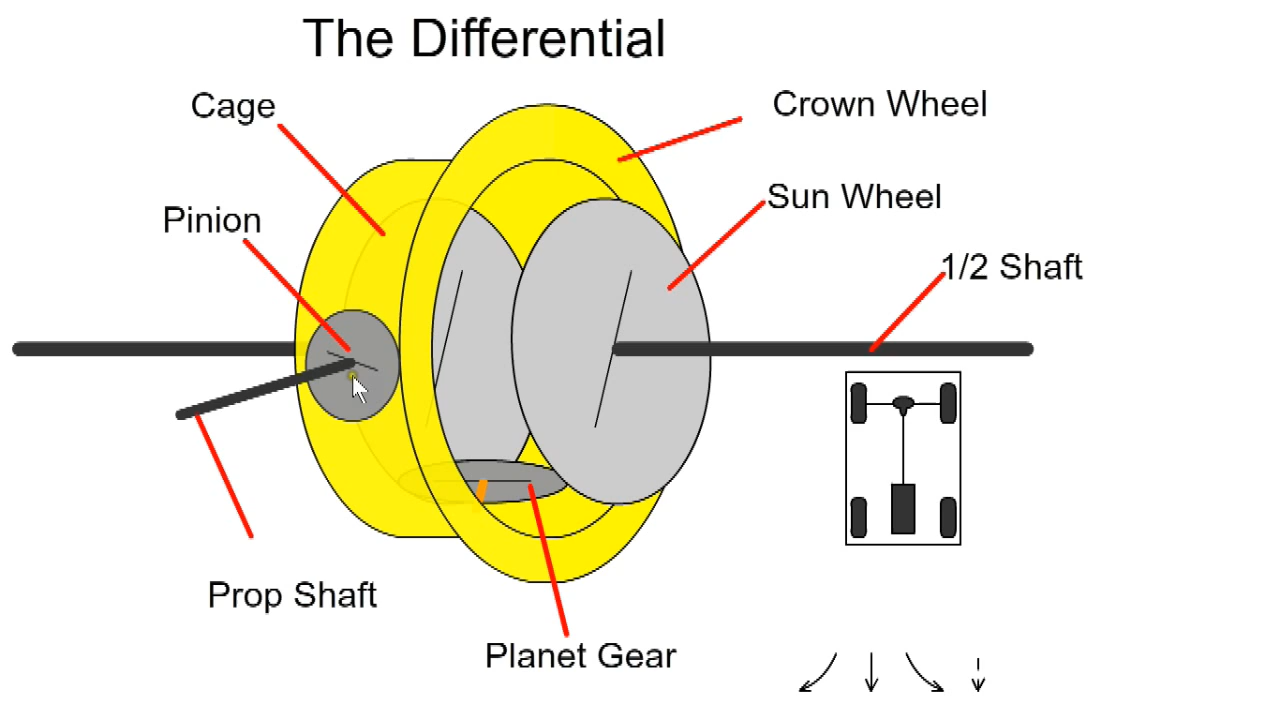 The Differential
Cage
Crown Wheel
Pinion
Sun Wheel
1/2 Shaft
Prop Shaft
Planet Gear